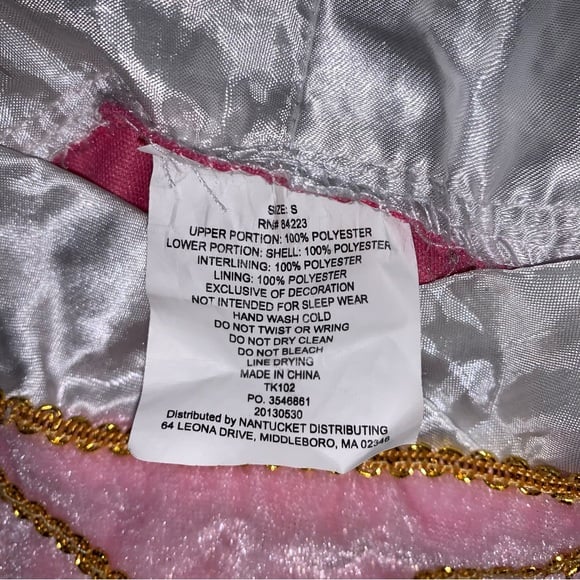 SIZE: S
RN# 84223
UPPER PORTION: 100% POLYESTER
LOWER PORTION: SHELL: 100% POLYESTER
INTERLINING: 100% POLYESTER
LINING: 100% POLYESTER
EXCLUSIVE OF DECORATION
NOT INTENDED FOR SLEEP WEAR
HAND WASH COLD
DO NOT TWIST OR WRING
DO NOT DRY CLEAN
DO NOT BLEACH
LINE DRYING
MADE IN CHINA
TK102
PO. 3546861
20130530
Distributed by NANTUCKET DISTRIBUTING
64 LEONA DRIVE, MIDDLEBORO, MA 02346